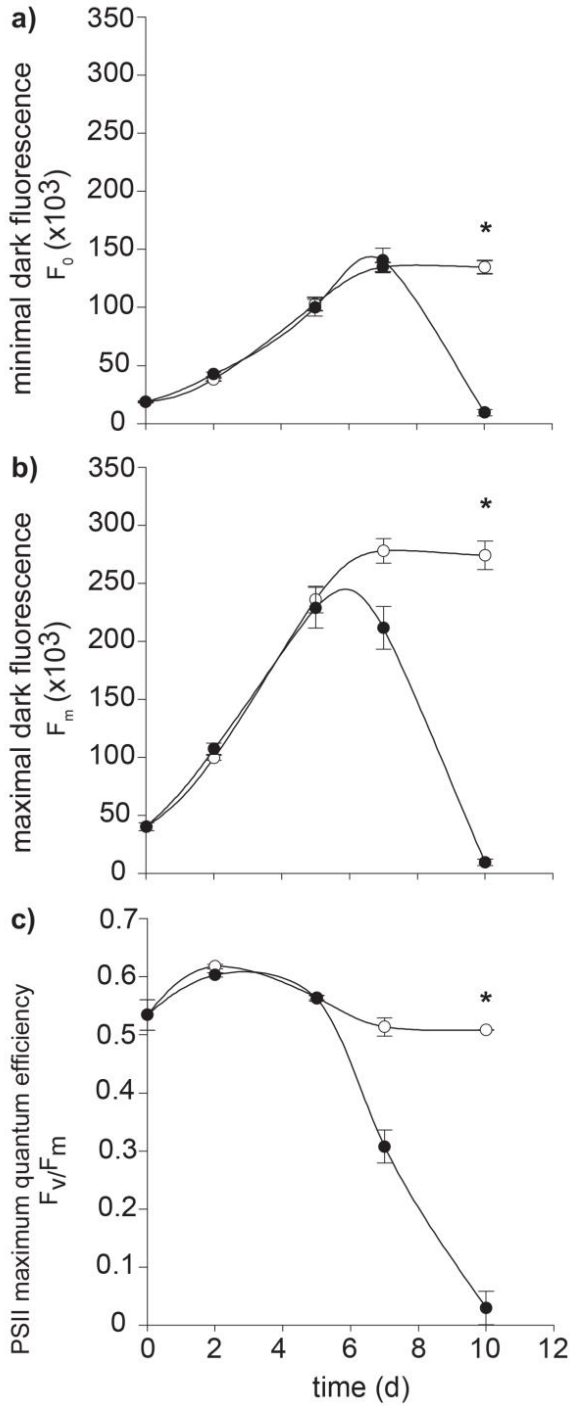 a)
350
300
250
200
150
100
50
0
minimal dark fluorescence
F0 (x10³)
*
b)
350
300
250
200
150
100
50
0
maximal dark fluorescence
Fm (x10³)
*
c)
0.7
0.6
0.5
0.4
0.3
0.2
0.1
0
PSII maximum quantum efficiency
Fv/Fm
*
0 2 4 6 8 10 12
time (d)